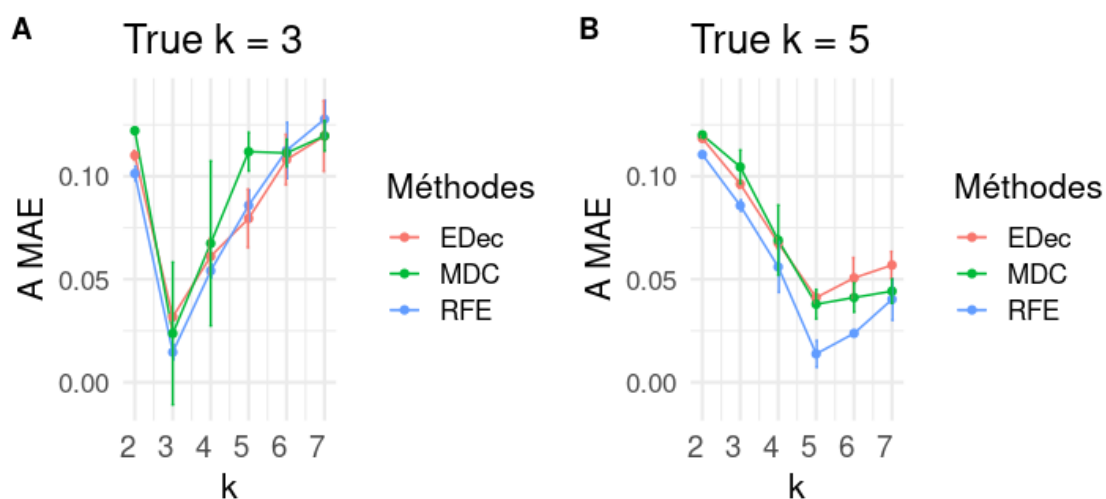 A
True k = 3
A MAE
0.10
0.05
0.00
2 3 4 5 6 7
k
Méthodes
EDec
MDC
RFE
B
True k = 5
A MAE
0.10
0.05
0.00
2 3 4 5 6 7
k
Méthodes
EDec
MDC
RFE